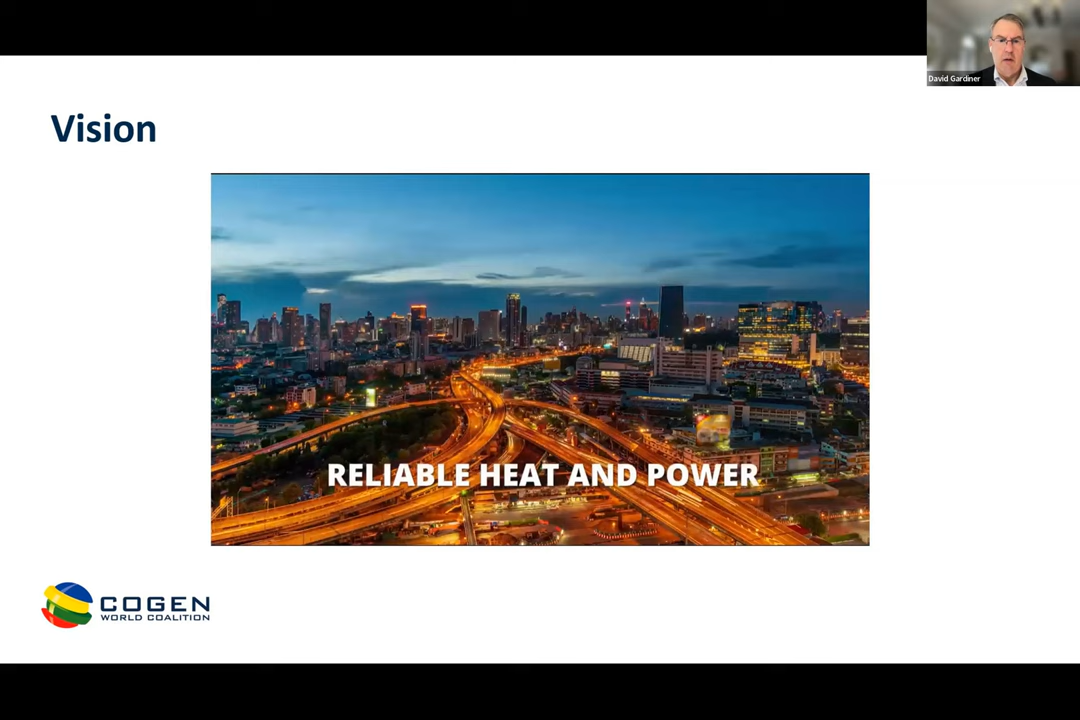 David Gardiner
Vision
RELIABLE HEAT AND POWER
COGEN
WORLD COALITION